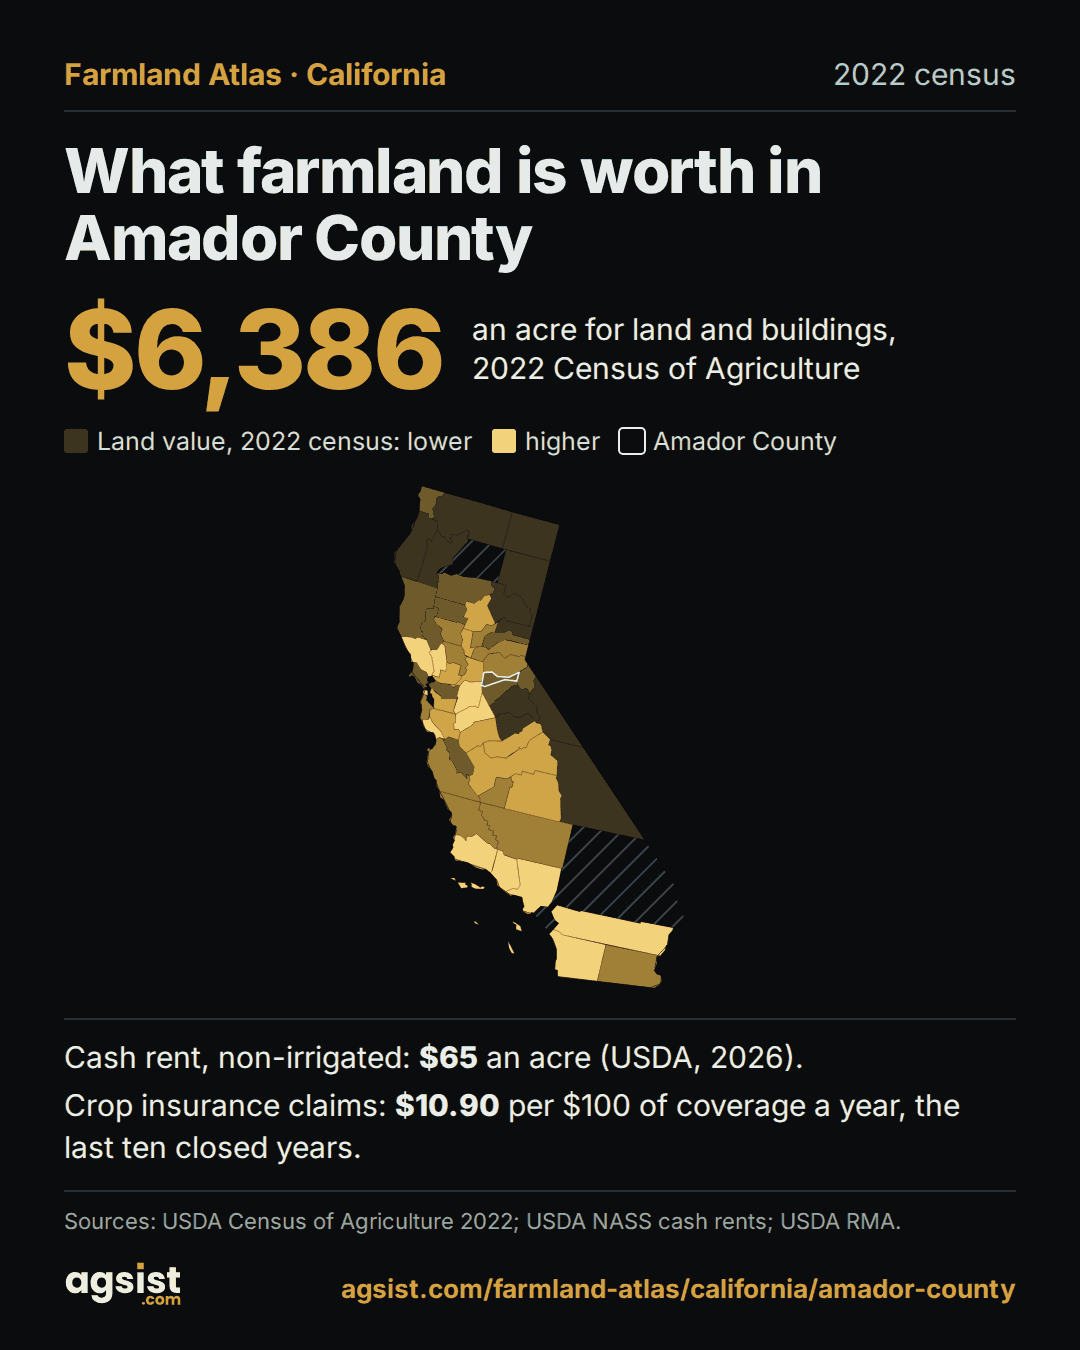 Farmland Atlas · California
2022 census
What farmland is worth in
Amador County
$6,386
an acre for land and buildings,
2022 Census of Agriculture
Land value, 2022 census: lower
higher
Amador County
Cash rent, non-irrigated: $65 an acre (USDA, 2026).
Crop insurance claims: $10.90 per $100 of coverage a year, the
last ten closed years.
Sources: USDA Census of Agriculture 2022; USDA NASS cash rents; USDA RMA.
agsist
.com
agsist.com/farmland-atlas/california/amador-county